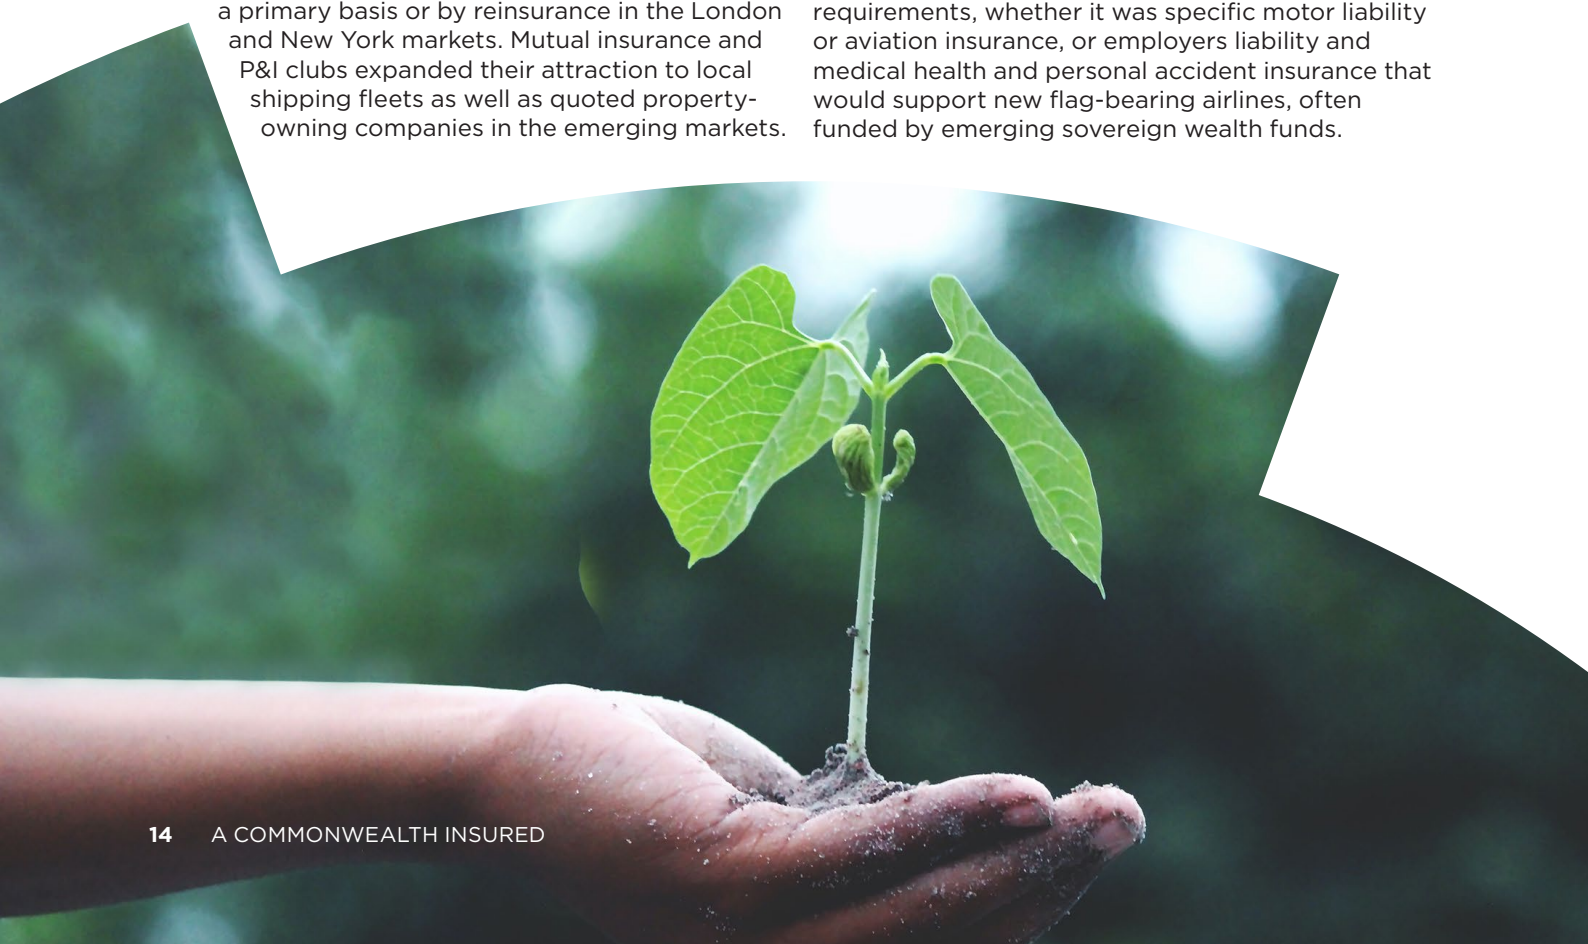 a primary basis or by reinsurance in the London
and New York markets. Mutual insurance and
P&I clubs expanded their attraction to local
shipping fleets as well as quoted property-
owning companies in the emerging markets.
requirements, whether it was specific motor liability
or aviation insurance, or employers liability and
medical health and personal accident insurance that
would support new flag-bearing airlines, often
funded by emerging sovereign wealth funds.
14 A COMMONWEALTH INSURED